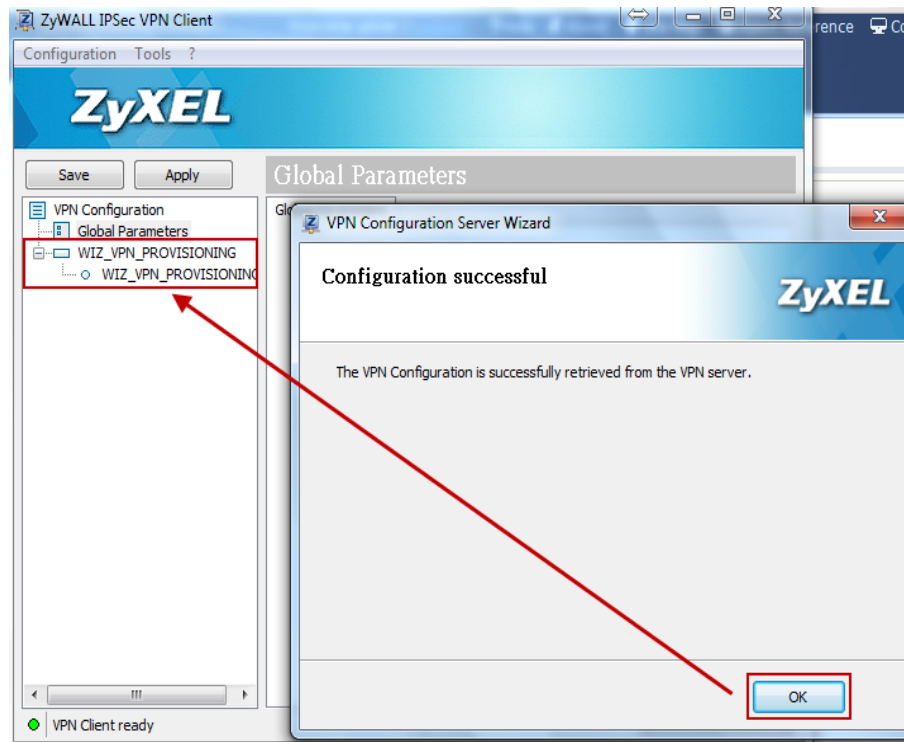 ZyWALL IPSec VPN Client
rence
Configuration Tools ?
ZyXEL
Save
Apply
Global Parameters
VPN Configuration
Global Parameters
WIZ_VPN_PROVISIONING
WIZ_VPN_PROVISIONING
VPN Configuration Server Wizard
Configuration successful
ZyXEL
The VPN Configuration is successfully retrieved from the VPN server.
OK
VPN Client ready